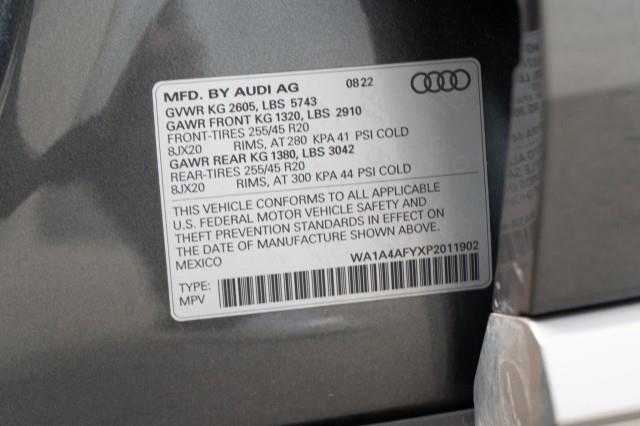 MFD. BY AUDI AG 08 22
GVWR KG 2605, LBS 5743
GAWR FRONT KG 1320, LBS 2910
FRONT-TIRES 255/45 R20
8JX20 RIMS, AT 280 KPA 41 PSI COLD
GAWR REAR KG 1380, LBS 3042
REAR-TIRES 255/45 R20
8JX20 RIMS, AT 300 KPA 44 PSI COLD
THIS VEHICLE CONFORMS TO ALL APPLICABLE
U.S. FEDERAL MOTOR VEHICLE SAFETY AND
THEFT PREVENTION STANDARDS IN EFFECT ON
THE DATE OF MANUFACTURE SHOWN ABOVE.
MEXICO WA1A4AFYXP2011902
TYPE:
MPV